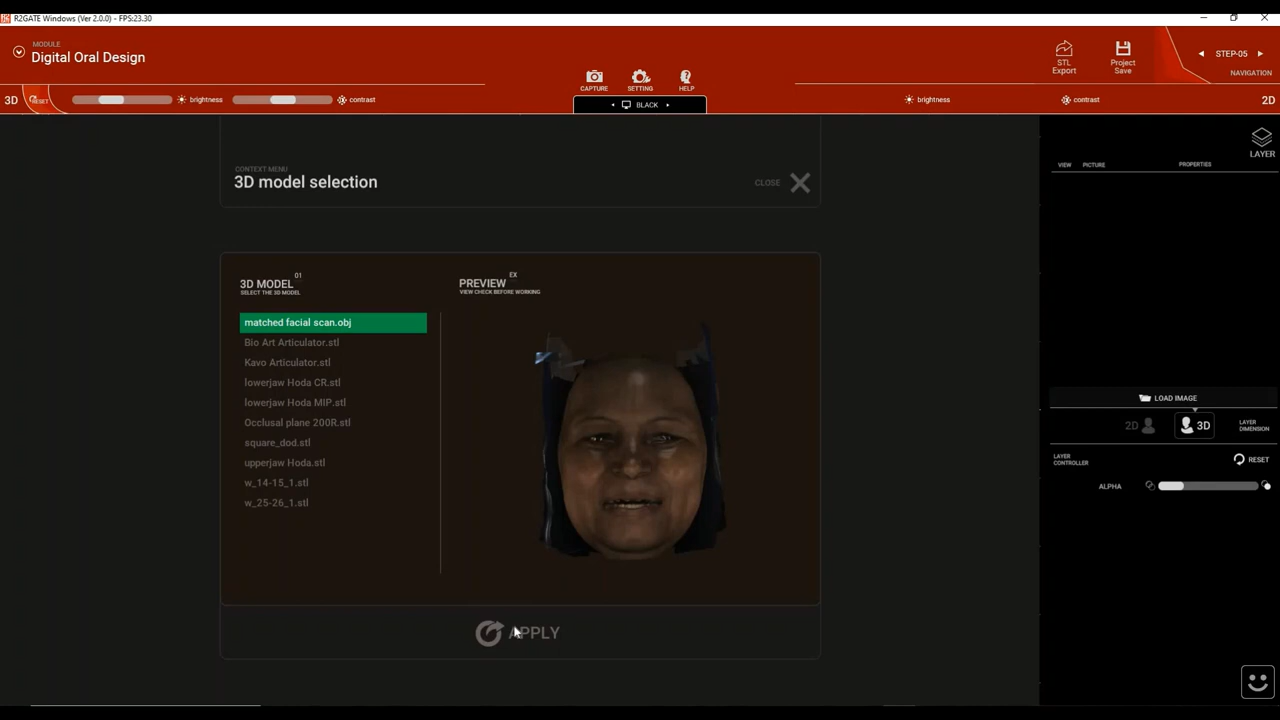 R2GATE Windows (Ver 2.0.0) - FPS:23.30
MODULE
Digital Oral Design
STL Export
Project Save
STEP-05
NAVIGATION
CAPTURE
SETTING
HELP
3D
RESET
brightness
contrast
BLACK
brightness
contrast
2D
LAYER
VIEW
PICTURE
PROPERTIES
CONTEXT MENU
3D model selection
CLOSE
3D MODEL 01
SELECT THE 3D MODEL
PREVIEW EX
VIEW CHECK BEFORE WORKING
matched facial scan.obj
Bio Art Articulator.stl
Kavo Articulator.stl
lowerjaw Hoda CR.stl
lowerjaw Hoda MIP.stl
Occlusal plane 200R.stl
square_dod.stl
upperjaw Hoda.stl
w_14-15_1.stl
w_25-26_1.stl
APPLY
LOAD IMAGE
2D
3D
LAYER DIMENSION
LAYER CONTROLLER
RESET
ALPHA